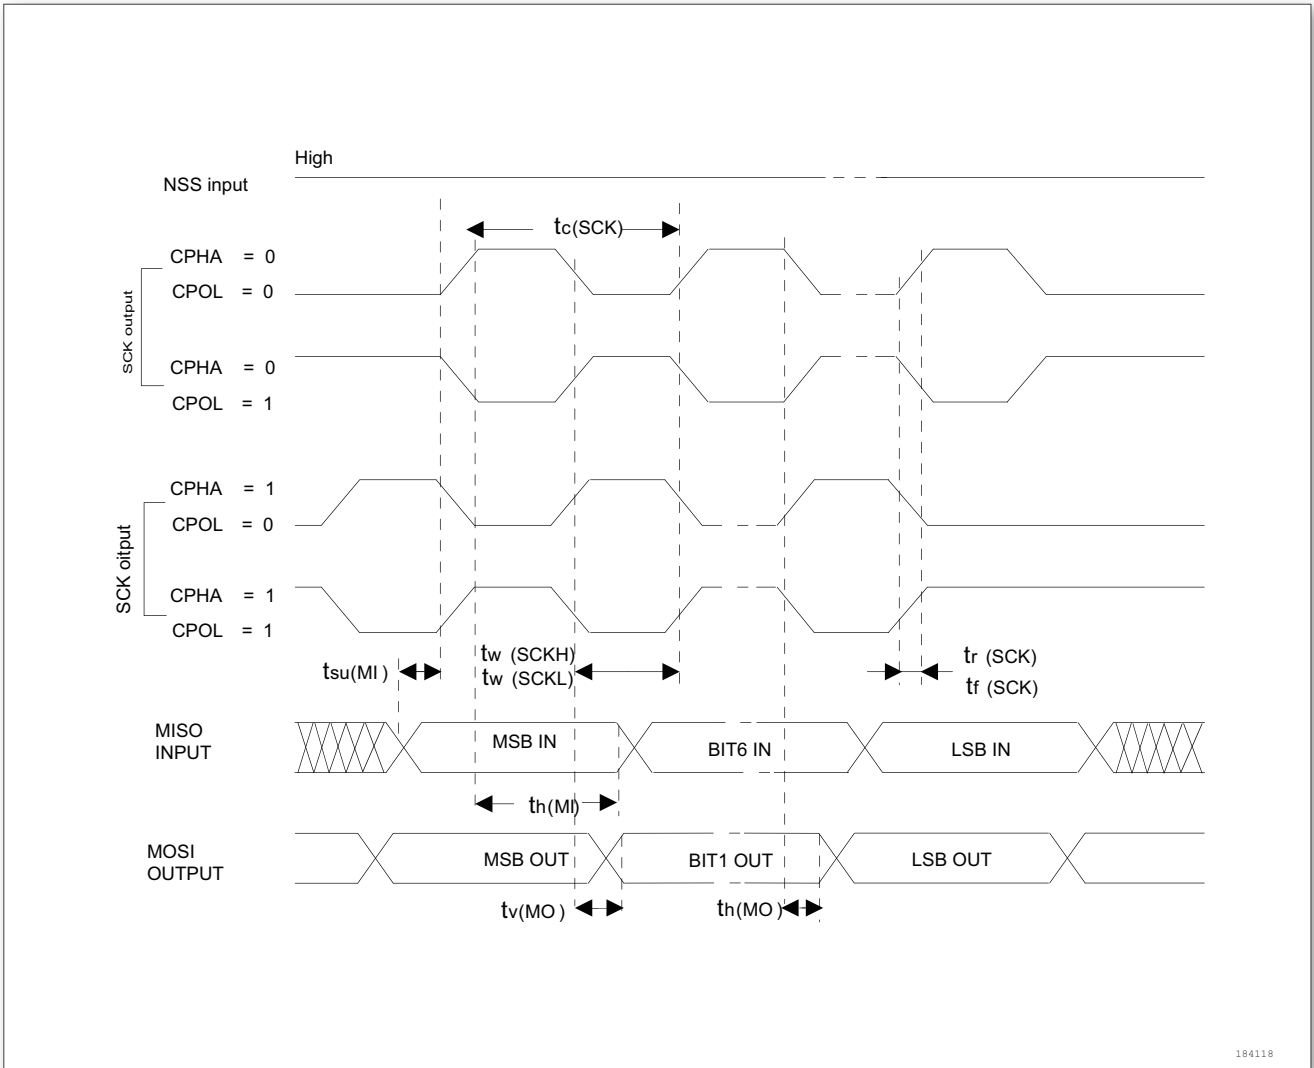 High
NSS input
tc(SCK)
CPHA = 0
CPOL = 0
SCK output
CPHA = 0
CPOL = 1
CPHA = 1
CPOL = 0
SCK oitput
CPHA = 1
CPOL = 1
tsu(MI )
tw (SCKH)
tw (SCKL)
tr (SCK)
tf (SCK)
MISO
INPUT
MSB IN
BIT6 IN
LSB IN
th(MI)
MOSI
OUTPUT
MSB OUT
BIT1 OUT
LSB OUT
tv(MO )
th(MO )
184118